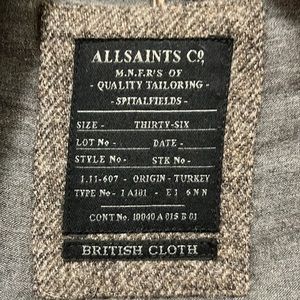 ALLSAINTS Co,
M.N.F.R'S OF
- QUALITY TAILORING -
- SPITALFIELDS -
SIZE - THIRTY-SIX
LOT No - DATE -
STYLE No - STK No -
1.11-607 - ORIGIN - TURKEY
TYPE No - 1A101 - E1 6NN
CONT No. 10040 A 015 B 01
BRITISH CLOTH